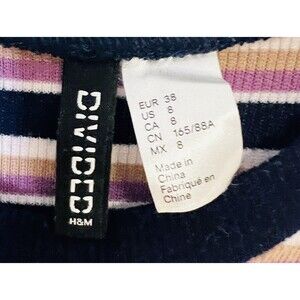 DIVIDED
H&M
EUR 38
US 8
CA 8
CN 165/88A
MX 8
Made in
China
Fabriqué en
Chine